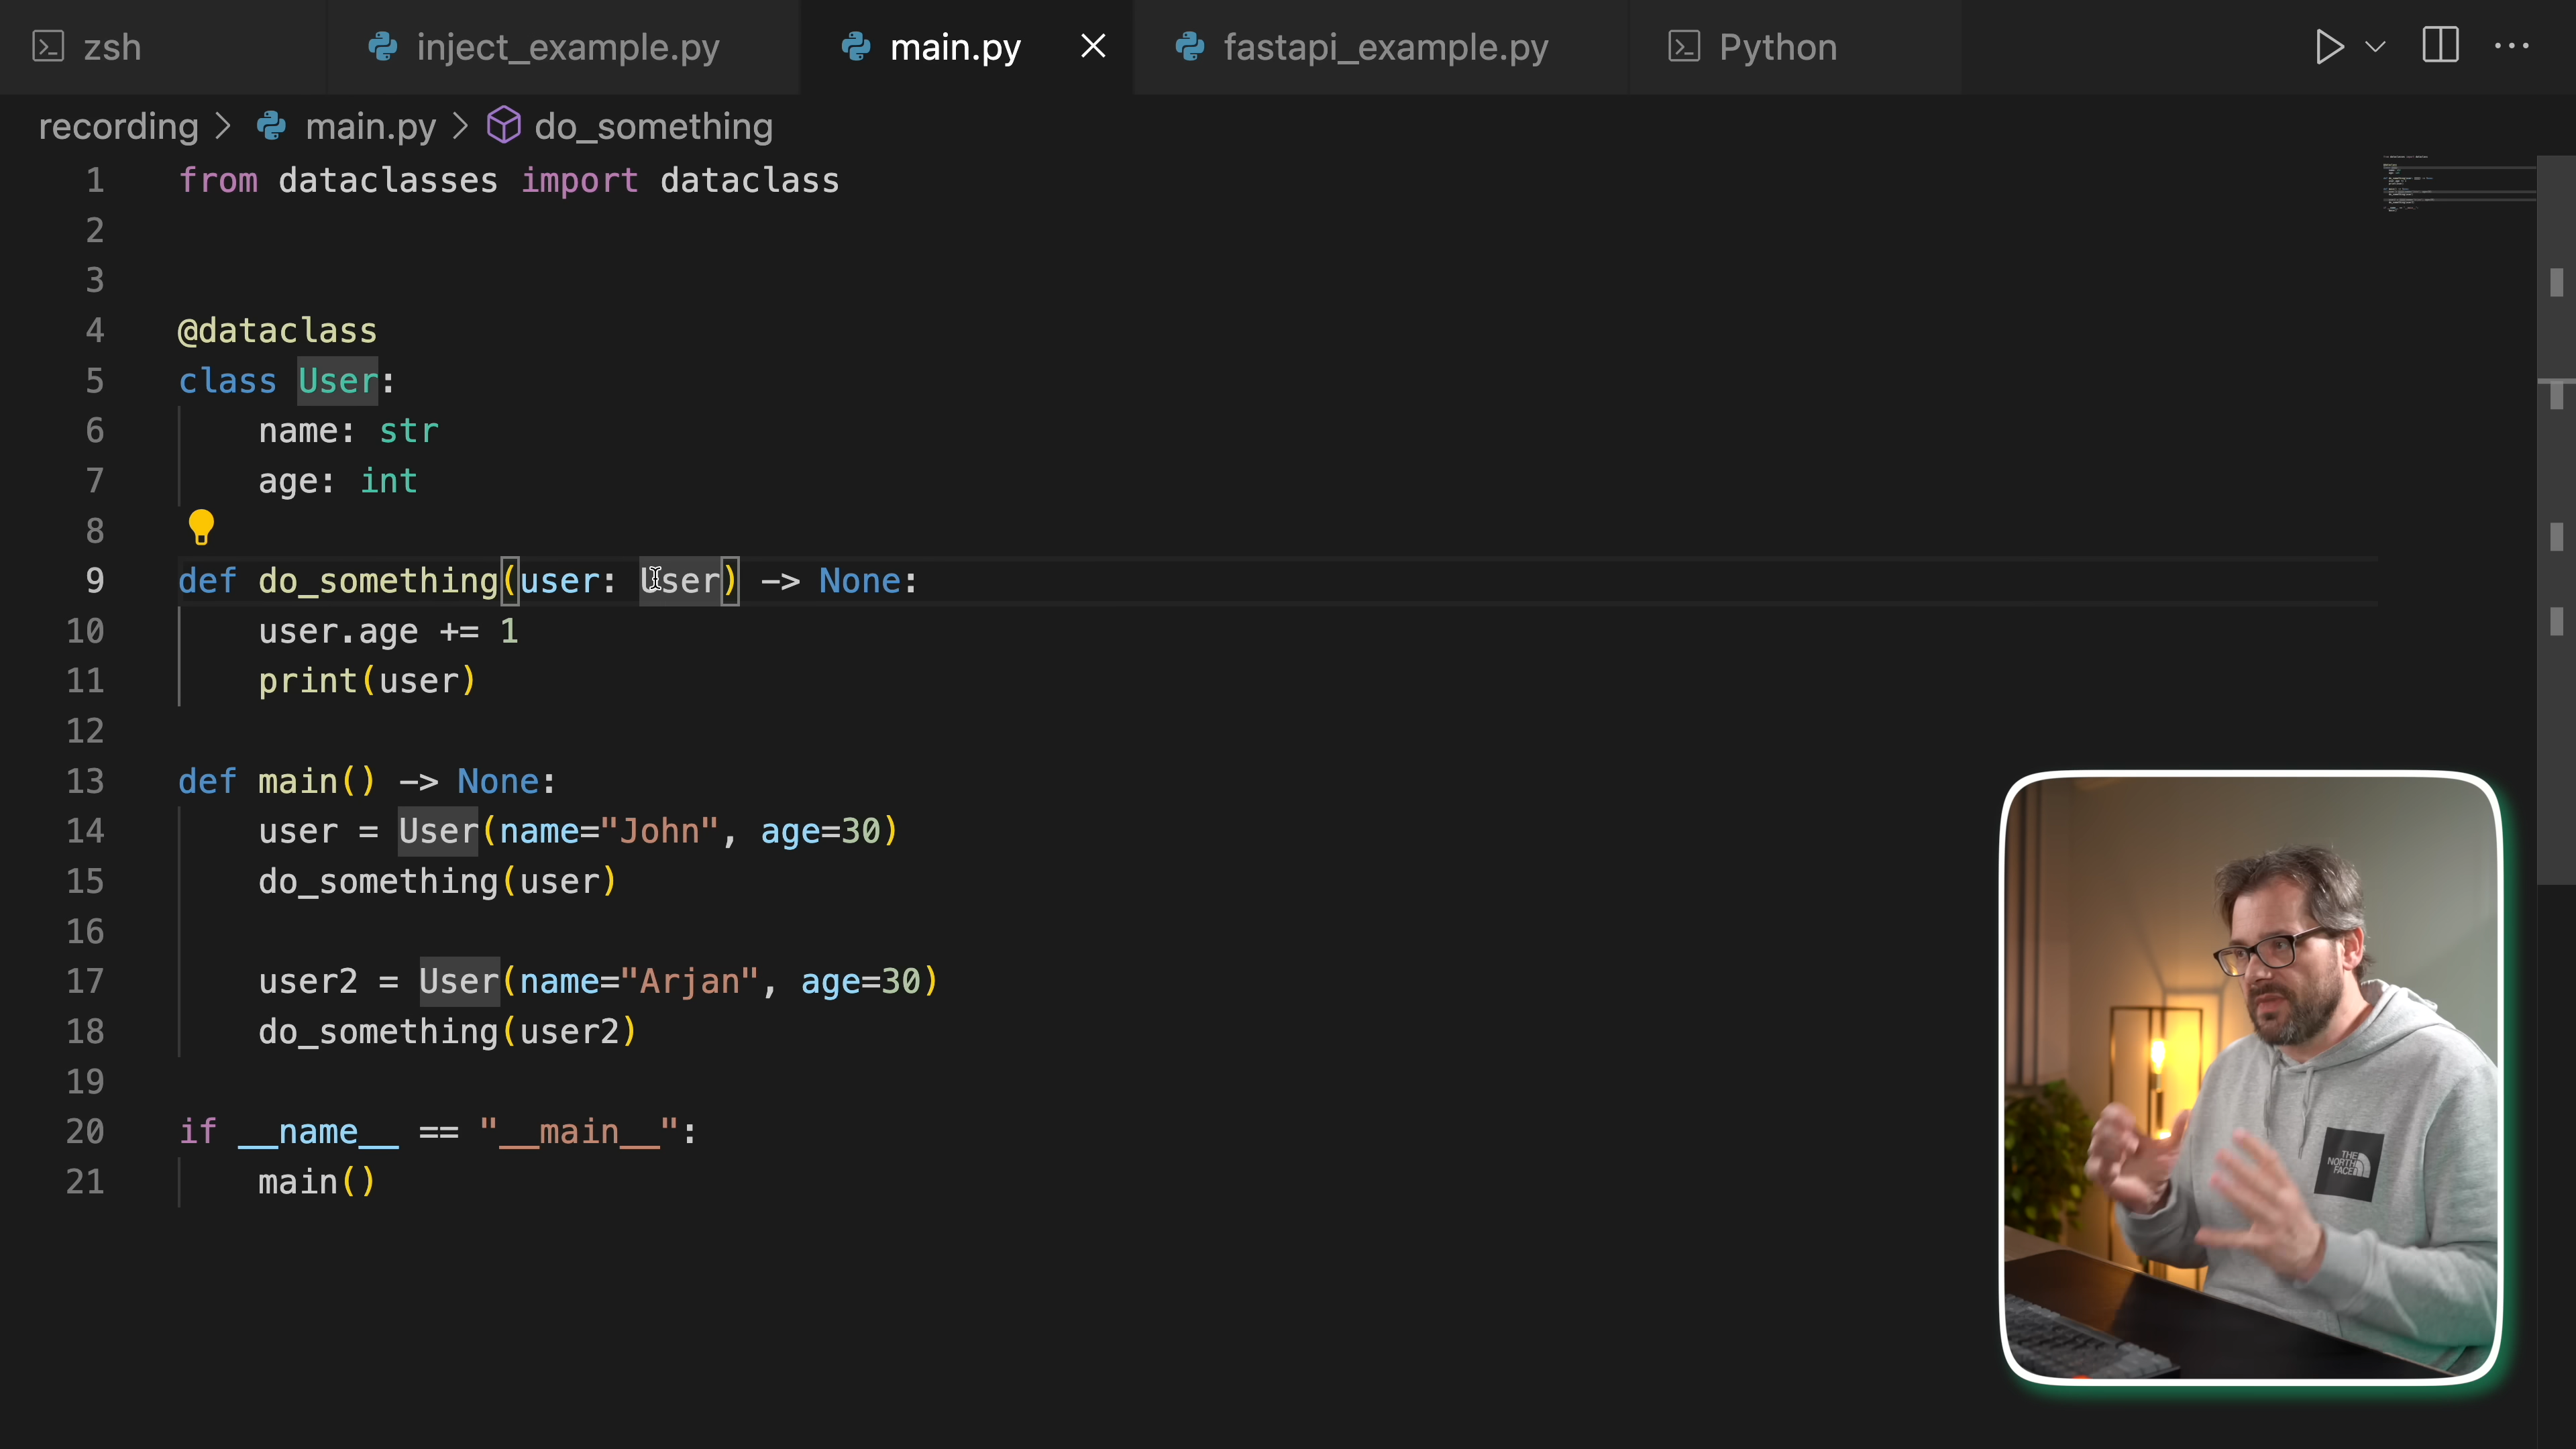 zsh
inject_example.py
main.py
fastapi_example.py
Python
recording > main.py > do_something
1 from dataclasses import dataclass
2
3
4 @dataclass
5 class User:
6 name: str
7 age: int
8
9 def do_something(user: User) -> None:
10 user.age += 1
11 print(user)
12
13 def main() -> None:
14 user = User(name="John", age=30)
15 do_something(user)
16
17 user2 = User(name="Arjan", age=30)
18 do_something(user2)
19
20 if __name__ == "__main__":
21 main()
THE
NORTH
FACE